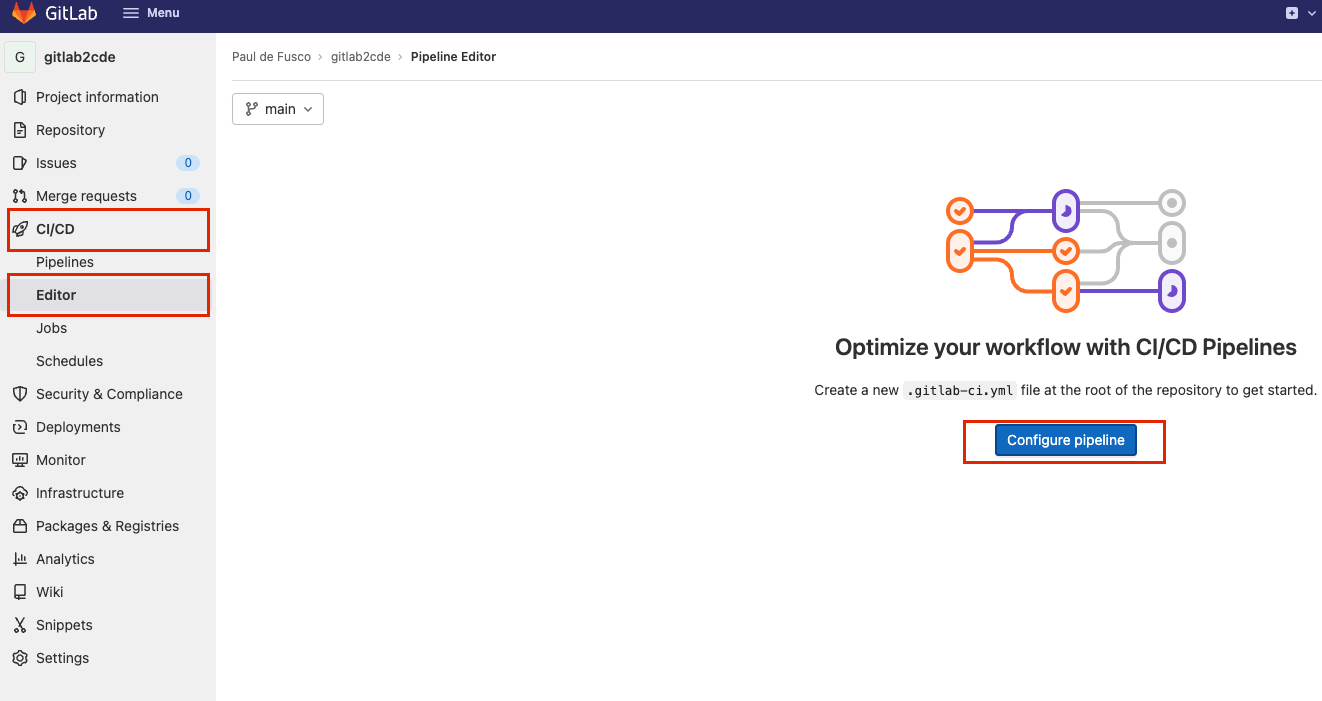 GitLab Menu
G gitlab2cde
Project information
Repository
Issues 0
Merge requests 0
CI/CD
Pipelines
Editor
Jobs
Schedules
Security & Compliance
Deployments
Monitor
Infrastructure
Packages & Registries
Analytics
Wiki
Snippets
Settings
Paul de Fusco › gitlab2cde › Pipeline Editor
main
Optimize your workflow with CI/CD Pipelines
Create a new .gitlab-ci.yml file at the root of the repository to get started.
Configure pipeline